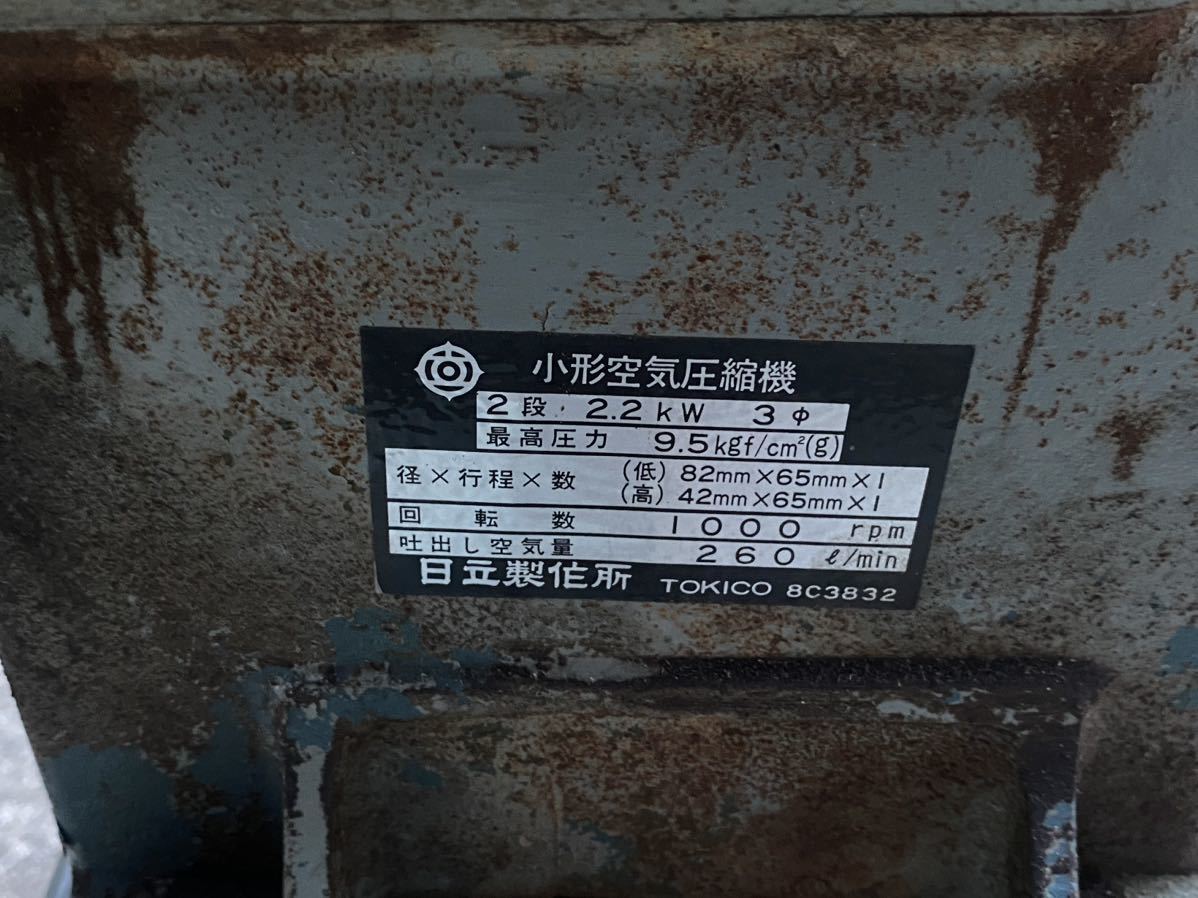 小形空気圧縮機
2段 2.2kW 3φ
最高圧力 9.5kgf/cm²(g)
径×行程×数 (低) 82mm×65mm×1
(高) 42mm×65mm×1
回転数 1000 rpm
吐出し空気量 260 ℓ/min
日立製作所 TOKICO 8C3832